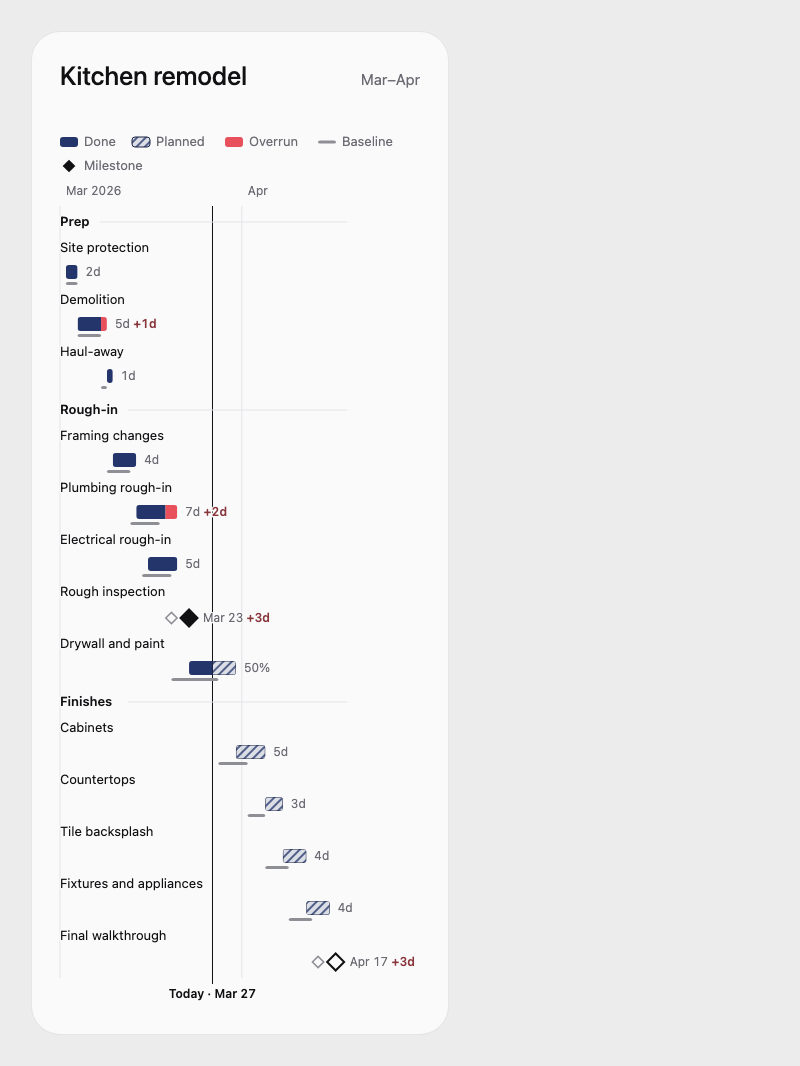 Kitchen remodel
Mar–Apr
Done Planned Overrun Baseline
Milestone
Mar 2026 Apr
Prep
Site protection
2d
Demolition
5d +1d
Haul-away
1d
Rough-in
Framing changes
4d
Plumbing rough-in
7d +2d
Electrical rough-in
5d
Rough inspection
Mar 23 +3d
Drywall and paint
50%
Finishes
Cabinets
5d
Countertops
3d
Tile backsplash
4d
Fixtures and appliances
4d
Final walkthrough
Apr 17 +3d
Today · Mar 27